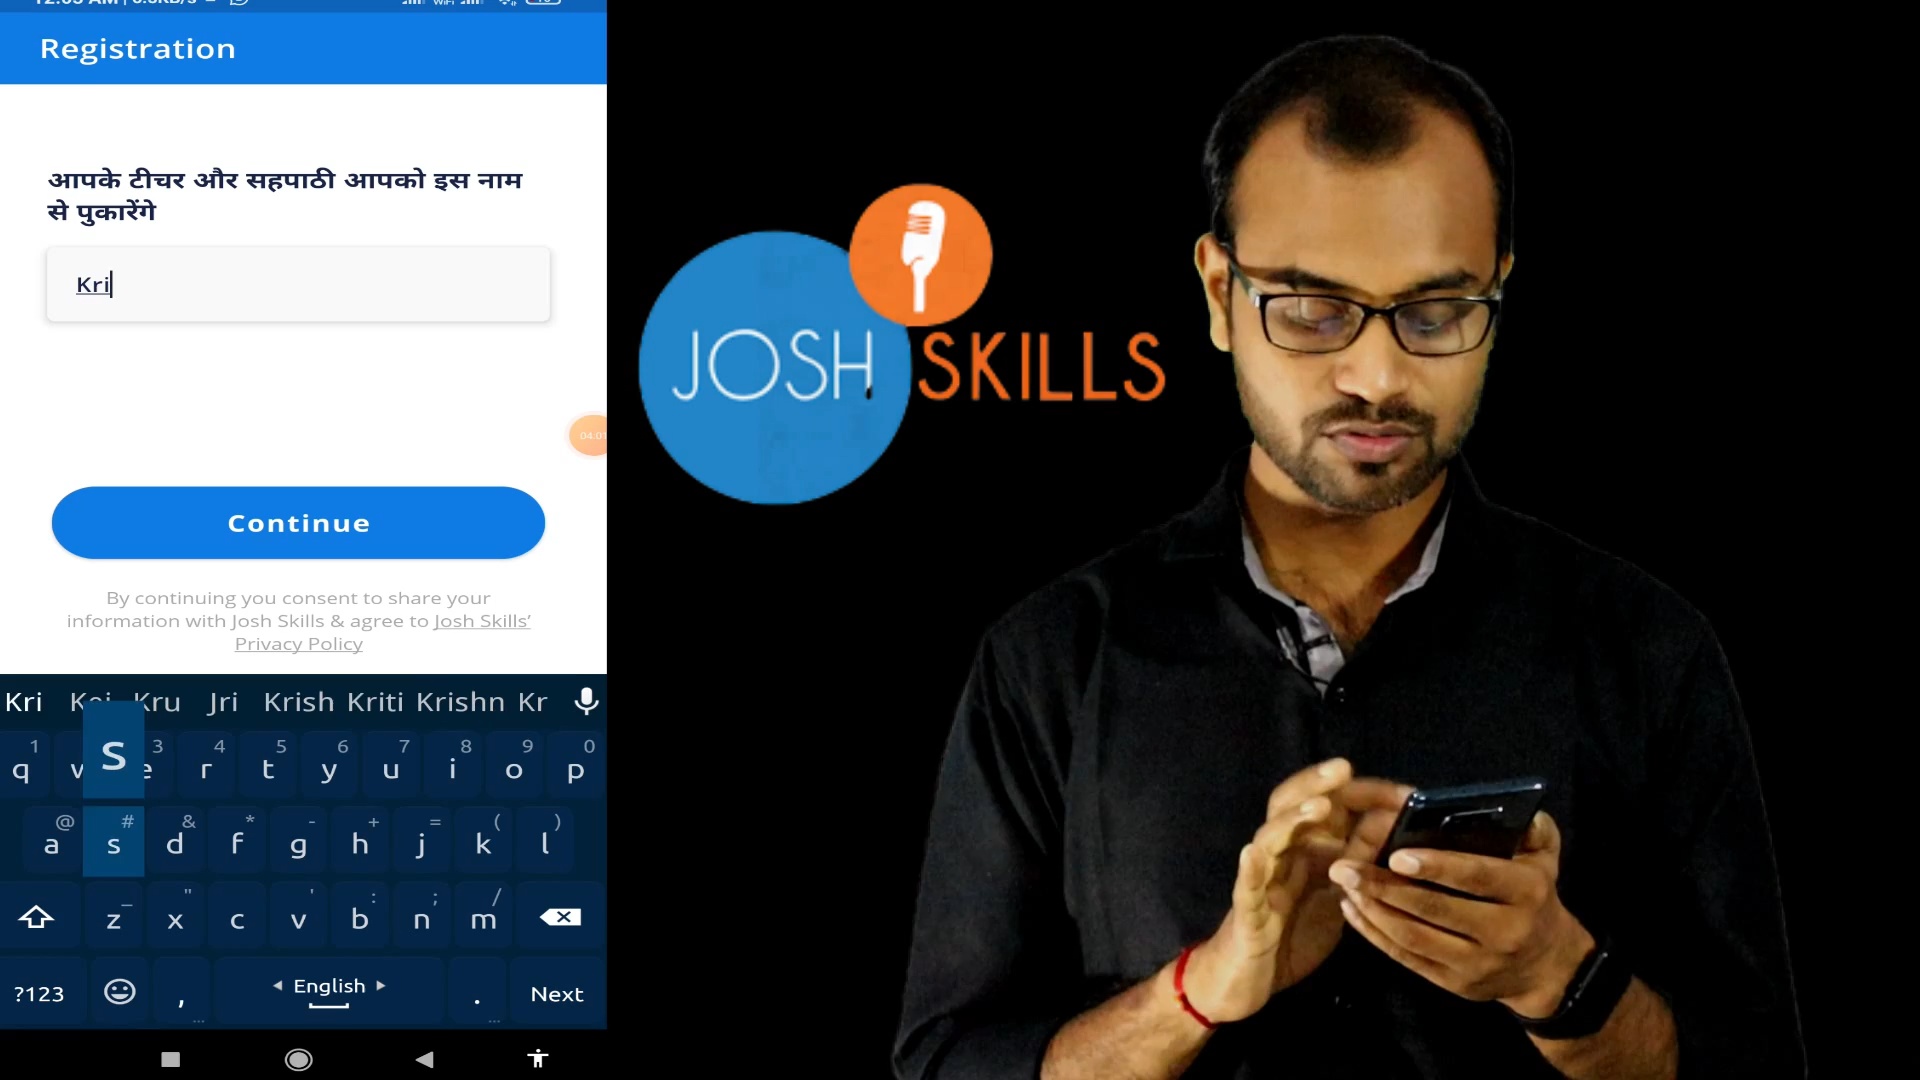 Registration
आपके टीचर और सहपाठी आपको इस नाम
से पुकारेंगे
Kri
04:01
Continue
By continuing you consent to share your
information with Josh Skills & agree to Josh Skills’
Privacy Policy
Kri Kru Jri Krish Kriti Krishn Kr
s
1 3 4 5 6 7 8 9 0
q e r t y u i o p
@ # & * - + = ( )
a s d f g h j k l
_ " ' : ; /
z x c v b n m
?123 , English . Next
JOSH SKILLS